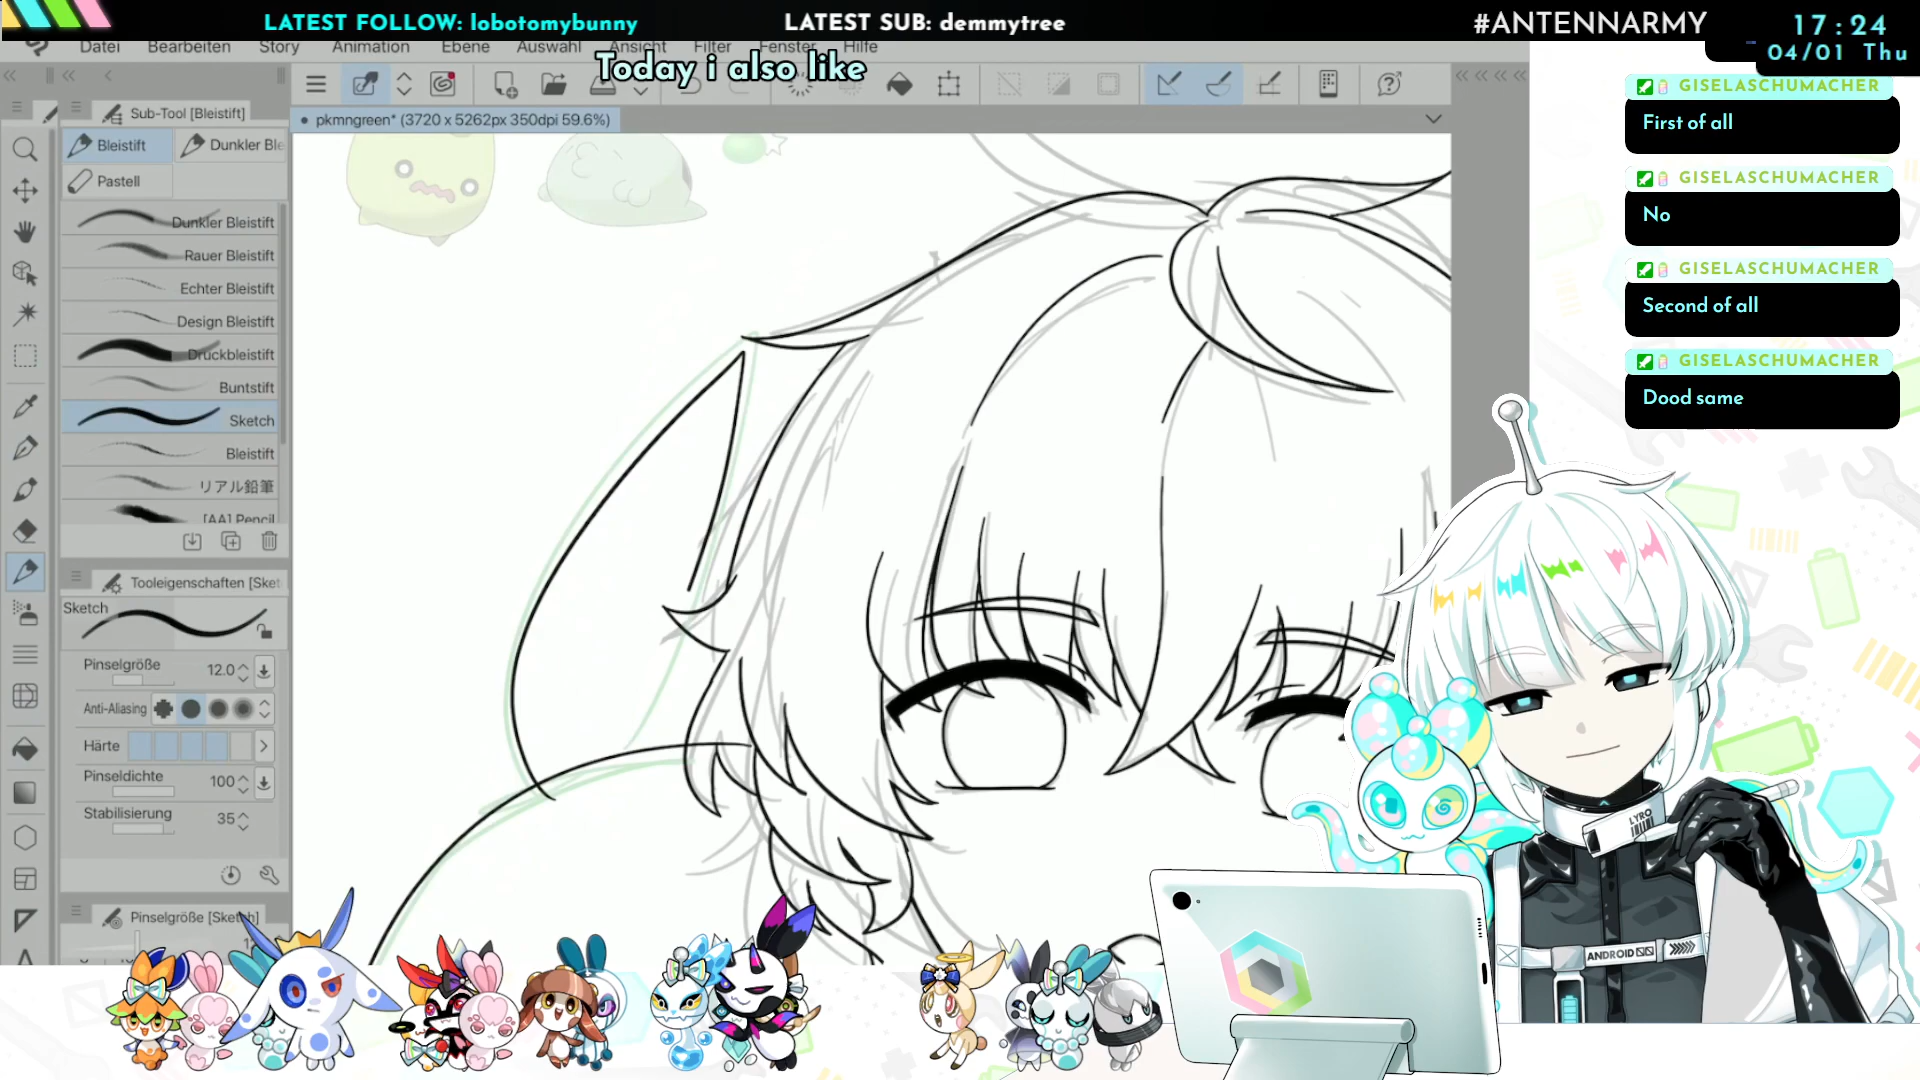 LATEST FOLLOW: lobotomybunny
LATEST SUB: demmytree
#ANTENNARMY
17:24
04/01 Thu
Datei Bearbeiten Story Animation Ebene Auswahl Ansicht Filter Fenster Hilfe
Today i also like
Sub-Tool [Bleistift]
pkmngreen* (3720 x 5262px 350dpi 59.6%)
Bleistift
Dunkler Ble
Pastell
Dunkler Bleistift
Rauer Bleistift
Echter Bleistift
Design Bleistift
Druckbleistift
Buntstift
Sketch
Bleistift
リアル鉛筆
[AA] Pencil
Tooleigenschaften [Sket
Sketch
Pinselgröße 12.0
Anti-Aliasing
Härte
Pinseldichte 100
Stabilisierung 35
Pinselgröße [Sketch]
GISELASCHUMACHER
First of all
GISELASCHUMACHER
No
GISELASCHUMACHER
Second of all
GISELASCHUMACHER
Dood same
LYRO
ANDROID